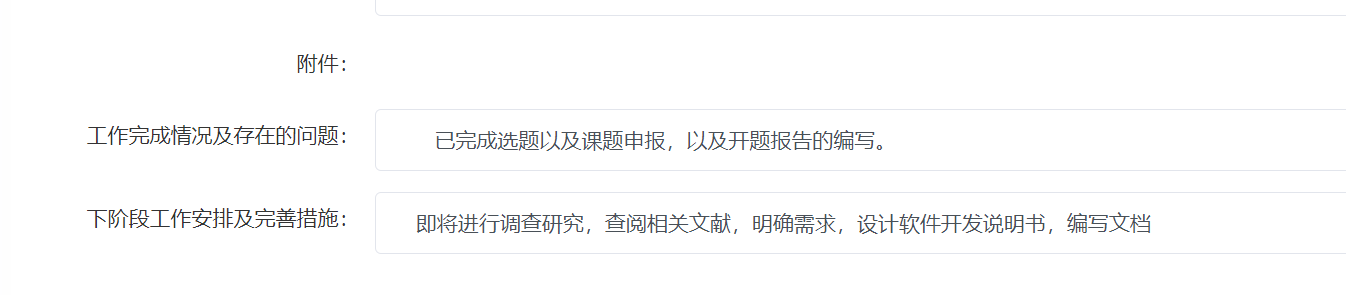 附件：
工作完成情况及存在的问题： 已完成选题以及课题申报，以及开题报告的编写。
下阶段工作安排及完善措施： 即将进行调查研究，查阅相关文献，明确需求，设计软件开发说明书，编写文档